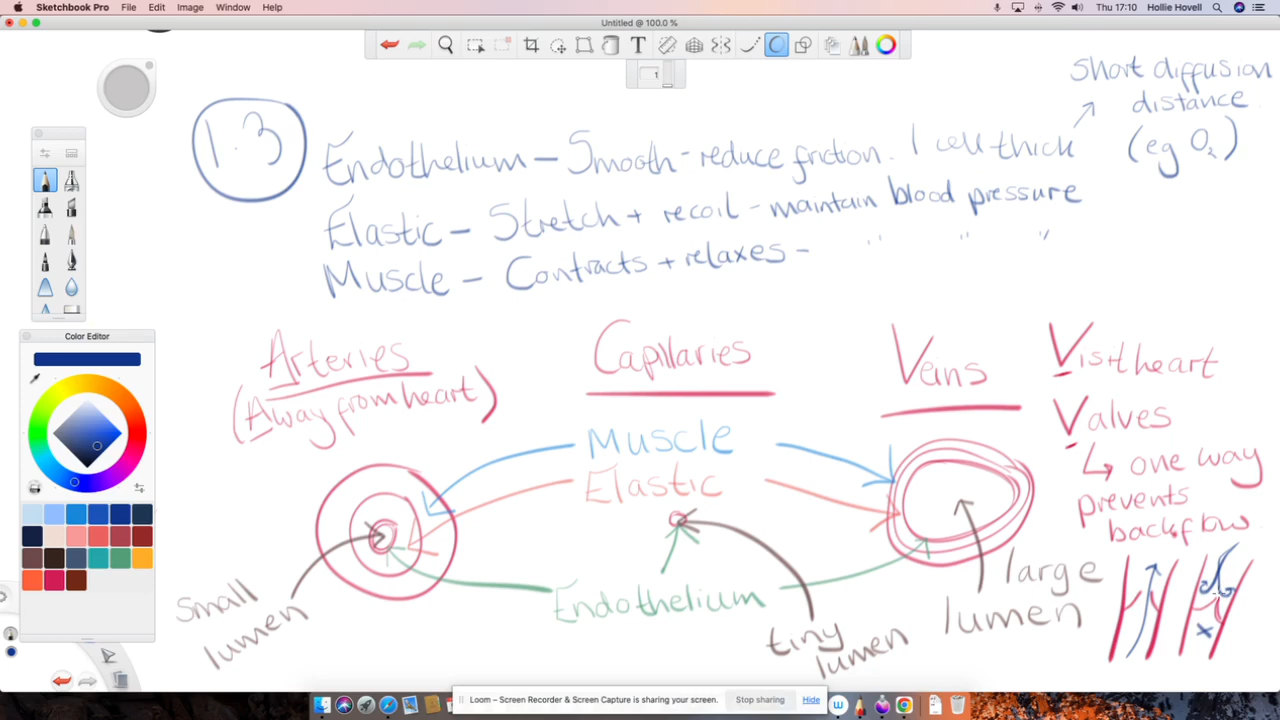 Sketchbook Pro File Edit Image Window Help
Thu 17:10 Hollie Hovell
Untitled @ 100.0 %
1
short diffusion
distance
(eg O2)
1.3
Endothelium – Smooth - reduce friction. 1 cell thick
Elastic – Stretch + recoil - maintain blood pressure
Muscle – Contracts + relaxes - " " "
Color Editor
Arteries
(Away from heart)
Capillaries
Veins
Visit heart
Valves
↳ one way
prevents
backflow
Muscle
Elastic
Endothelium
small
lumen
tiny
lumen
large
lumen
Loom – Screen Recorder & Screen Capture is sharing your screen. Stop sharing Hide